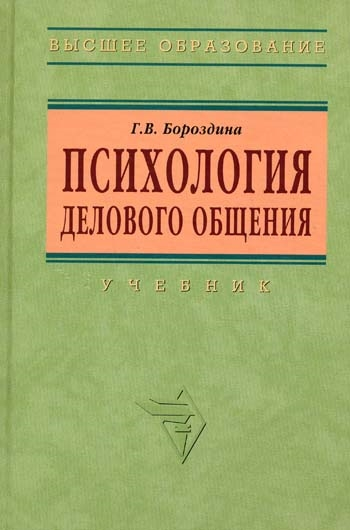 ВЫСШЕЕ ОБРАЗОВАНИЕ
Г.В. Бороздина
ПСИХОЛОГИЯ
ДЕЛОВОГО ОБЩЕНИЯ
УЧЕБНИК